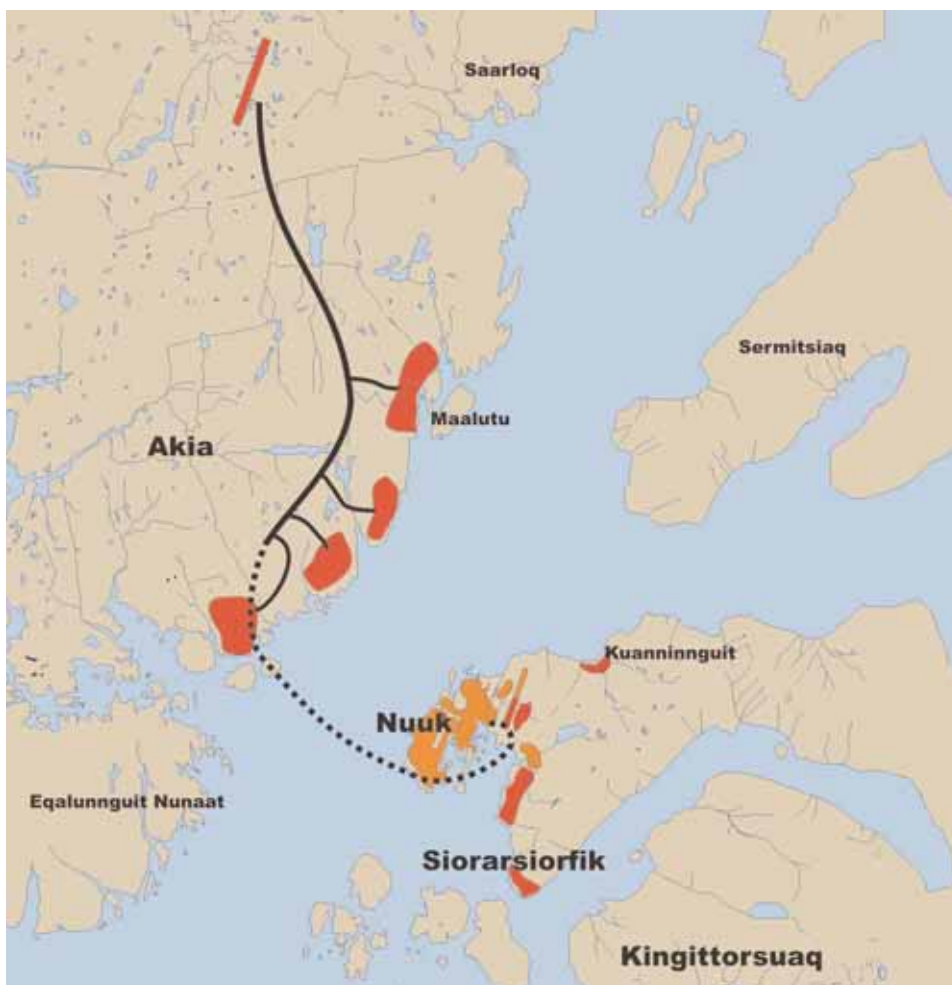 Saarloq
Sermitsiaq
Maalutu
Akia
Kuanninnguit
Nuuk
Eqalunnguit Nunaat
Siorarsiorfik
Kingittorsuaq